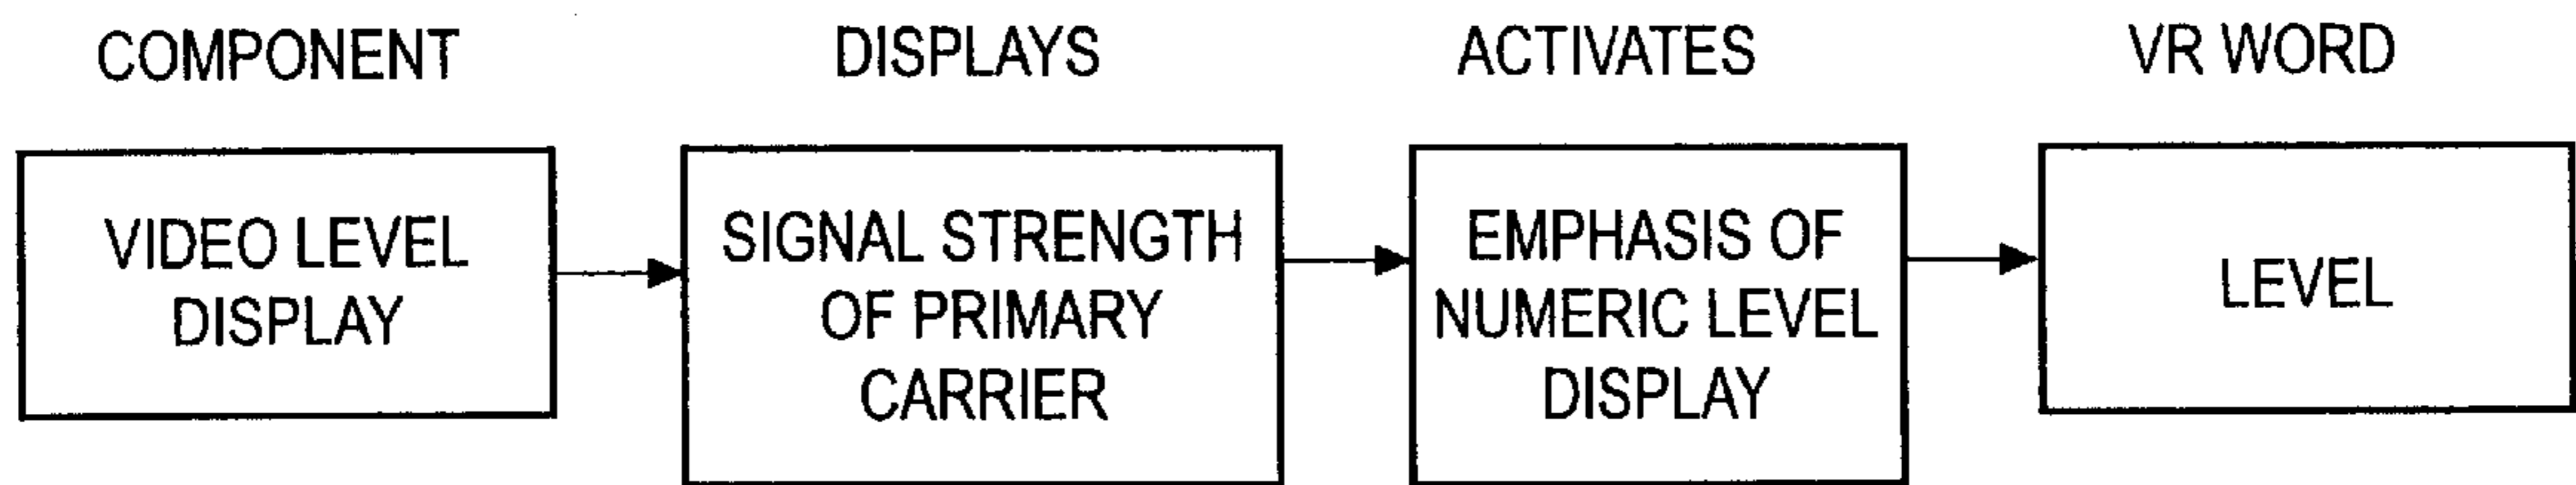 COMPONENT DISPLAYS ACTIVATES VR WORD
VIDEO LEVEL
DISPLAY
SIGNAL STRENGTH
OF PRIMARY
CARRIER
EMPHASIS OF
NUMERIC LEVEL
DISPLAY
LEVEL